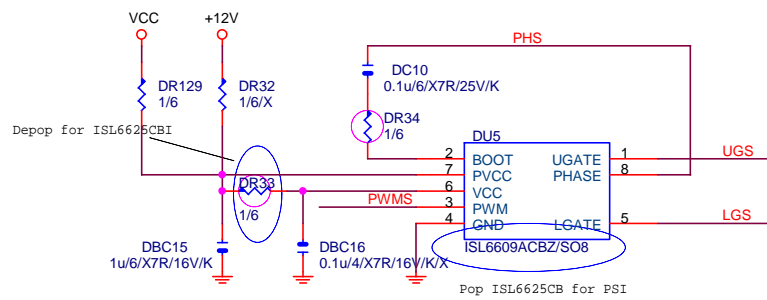 VCC
+12V
PHS
DR129
1/6
DR32
1/6/X
DC10
0.1u/6/X7R/25V/K
DR34
1/6
Depop for ISL6625CBI
DU5
2
BOOT
UGATE
1
UGS
7
PVCC
PHASE
8
DR33
1/6
6
VCC
PWMS
3
PWM
4
GND
LGATE
5
LGS
ISL6609ACBZ/SO8
DBC15
1u/6/X7R/16V/K
DBC16
0.1u/4/X7R/16V/K/X
Pop ISL6625CB for PSI